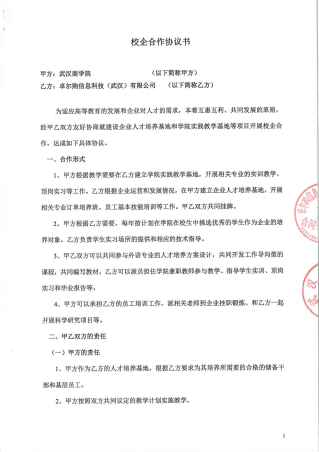 校企合作协议书
甲方：武汉商学院 （以下简称甲方）
乙方：卓尔购信息科技（武汉）有限公司 （以下简称乙方）
为适应高等教育的发展和企业对人才的需求，本着互惠互利、共同发展的原则，
经甲乙双方友好协商就建设企业人才培养基地和学院实践教学基地等项目开展校企合
作，达成如下具体协议。
一、合作形式
1、甲方根据教学需要在乙方建立学院实践教学基地。开展相关专业的实训教学、
顶岗实习等工作。乙方根据企业运营和发展情况，在甲方建立企业人才培养基地，开展
相关专业订单培养班、员工基本技能培训等工作。甲乙双方共同挂牌。
2、甲方根据乙方需要，每年按计划在学院在校生中挑选优秀的学生作为企业的培
养对象。乙方负责学生实习场所的提供和相应的技术指导。
3、甲乙双方可以共同参与外语专业的人才培养方案设计，共同开发工作导向型的
课程，共同编写教材。乙方可以派员担任学院兼职教师参与教学、指导学生实训、顶岗
实习和毕业报告等。
4、甲方可以承担乙方的员工培训工作、派相关老师到企业挂职锻炼、和乙方一起
开展科学研究项目等。
二、甲乙双方的责任
（一）甲方的责任
1、甲方作为乙方的人才培养基地，根据乙方要求为其培养所需要的合格的储备干
部和基层员工。
2、甲方按照双方共同议定的教学计划实施教学。
1